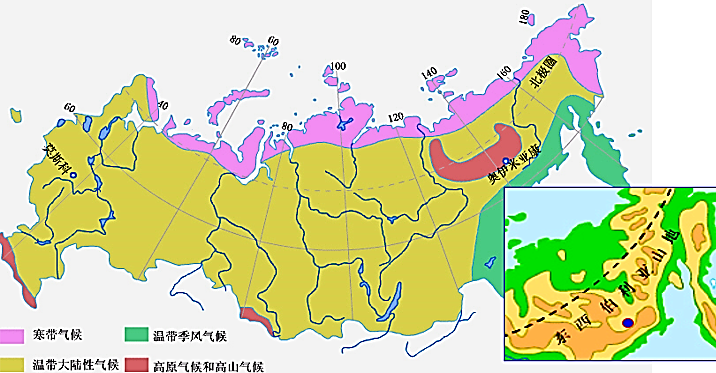 180
80
60
100
140
160
北极圈
60
40
80
120
莫斯科
奥伊米亚康
东西伯利亚山地
寒带气候
温带季风气候
温带大陆性气候
高原气候和高山气候